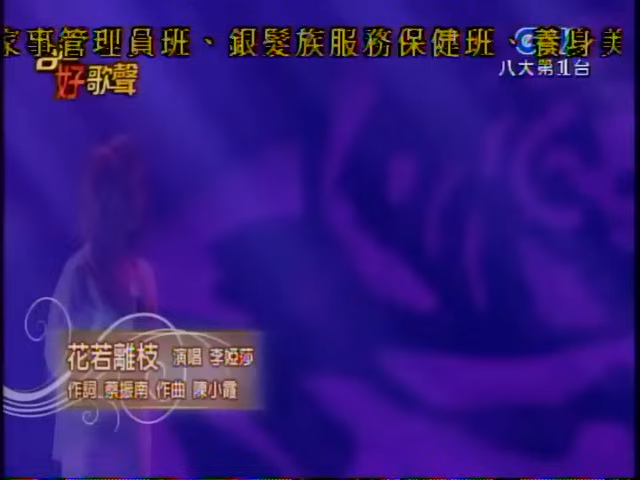 家事管理員班、銀髮族服務保健班、養身美
台
好歌聲
八大第1台
花若離枝 演唱 李婭莎
作詞 蔡振南 作曲 陳小霞